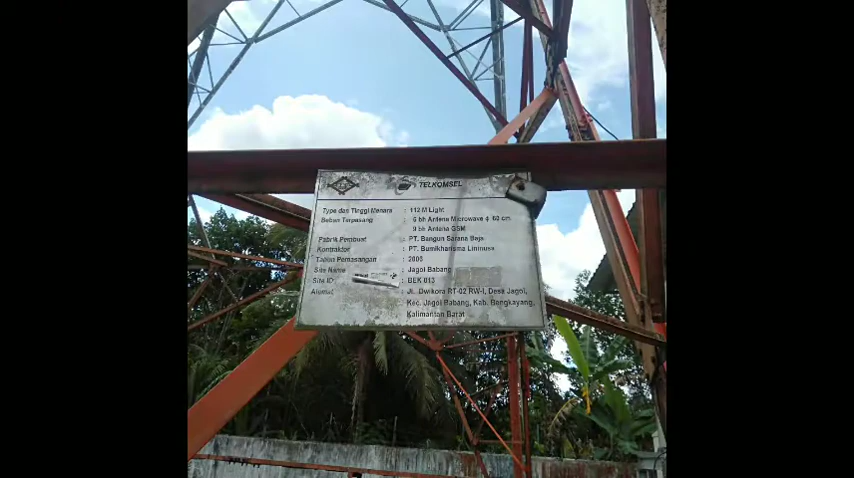 TELKOMSEL
Type dan Tinggi Menara : 112 M Light
Beban Terpasang : 6 bh Antena Microwave ϕ 60 cm
9 bh Antena GSM
Pabrik Pembuat : PT. Bangun Sarana Baja
Kontraktor : PT. Bumikharisma Lininusa
Tahun Pemasangan : 2006
Site Name : Jagoi Babang
Site ID : BEK 013
Alamat : JL. Dwikora RT-02 RW-I, Desa Jagoi,
Kec. Jagoi Babang, Kab. Bengkayang,
Kalimantan Barat